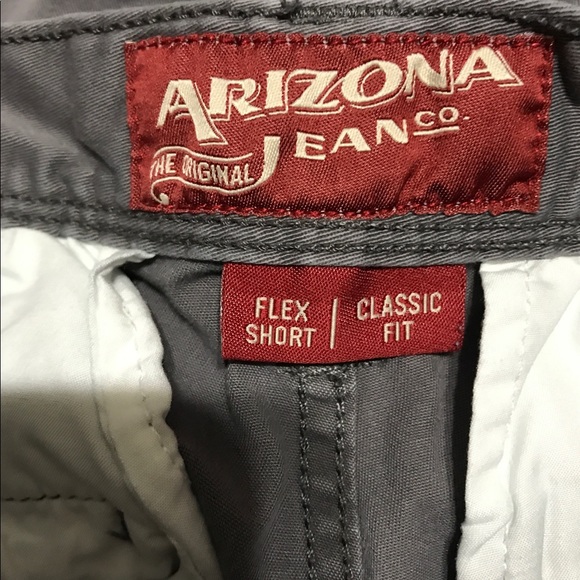 ARIZONA
JEAN CO.
THE ORIGINAL
FLEX SHORT
CLASSIC FIT